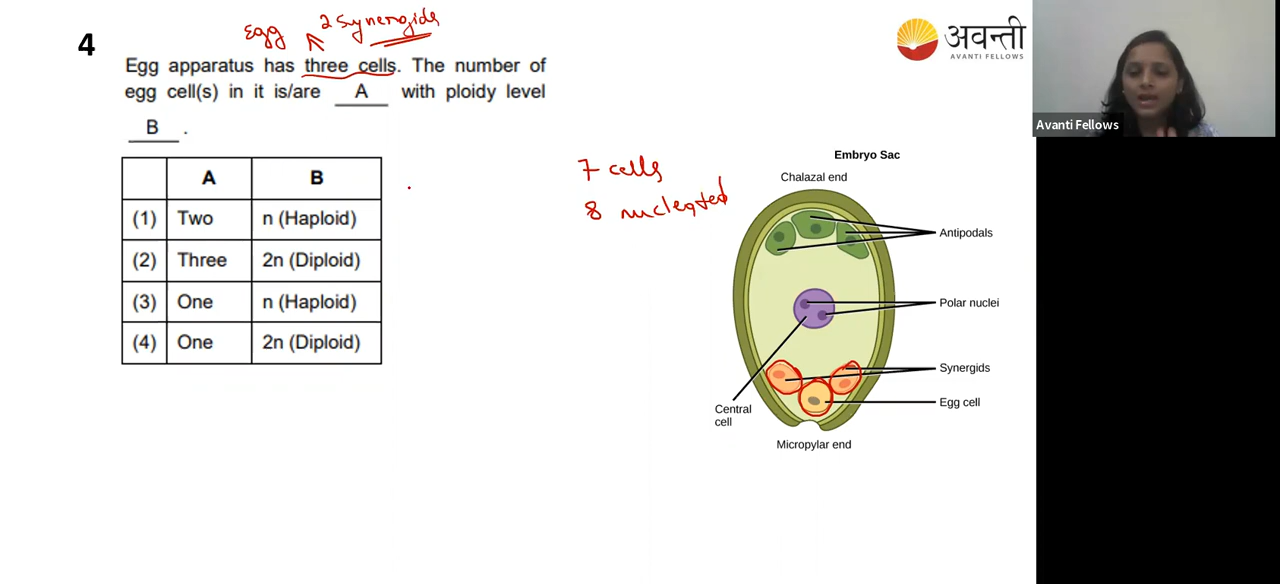 Egg 2 Synergids
4
Egg apparatus has three cells. The number of
egg cell(s) in it is/are A with ploidy level
B .
A B
(1) Two n (Haploid)
(2) Three 2n (Diploid)
(3) One n (Haploid)
(4) One 2n (Diploid)
7 cells
8 nucleated
Embryo Sac
Chalazal end
Antipodals
Polar nuclei
Synergids
Egg cell
Central
cell
Micropylar end
अवन्ती
AVANTI FELLOWS
Avanti Fellows